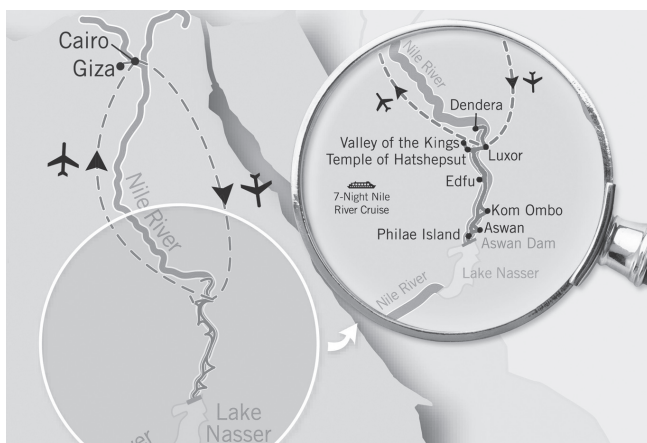 Cairo
Giza
Nile River
Lake
Nasser
River
Nile River
Dendera
Valley of the Kings
Temple of Hatshepsut
Luxor
Edfu
7-Night Nile
River Cruise
Kom Ombo
Philae Island
Aswan
Aswan Dam
Lake Nasser
Nile River